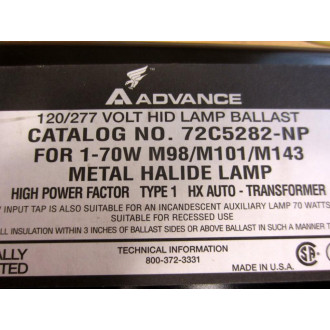 ADVANCE
120/277 VOLT HID LAMP BALLAST
CATALOG NO. 72C5282-NP
FOR 1-70W M98/M101/M143
METAL HALIDE LAMP
HIGH POWER FACTOR TYPE 1 HX AUTO - TRANSFORMER
INPUT TAP IS ALSO SUITABLE FOR AN INCANDESCENT AUXILIARY LAMP 70 WATTS
SUITABLE FOR RECESSED USE
ALL INSULATION WITHIN 3 INCHES OF BALLAST SIDES OR ABOVE BALLAST IN SUCH A MANNER
TECHNICAL INFORMATION
800-372-3331
MADE IN U.S.A.